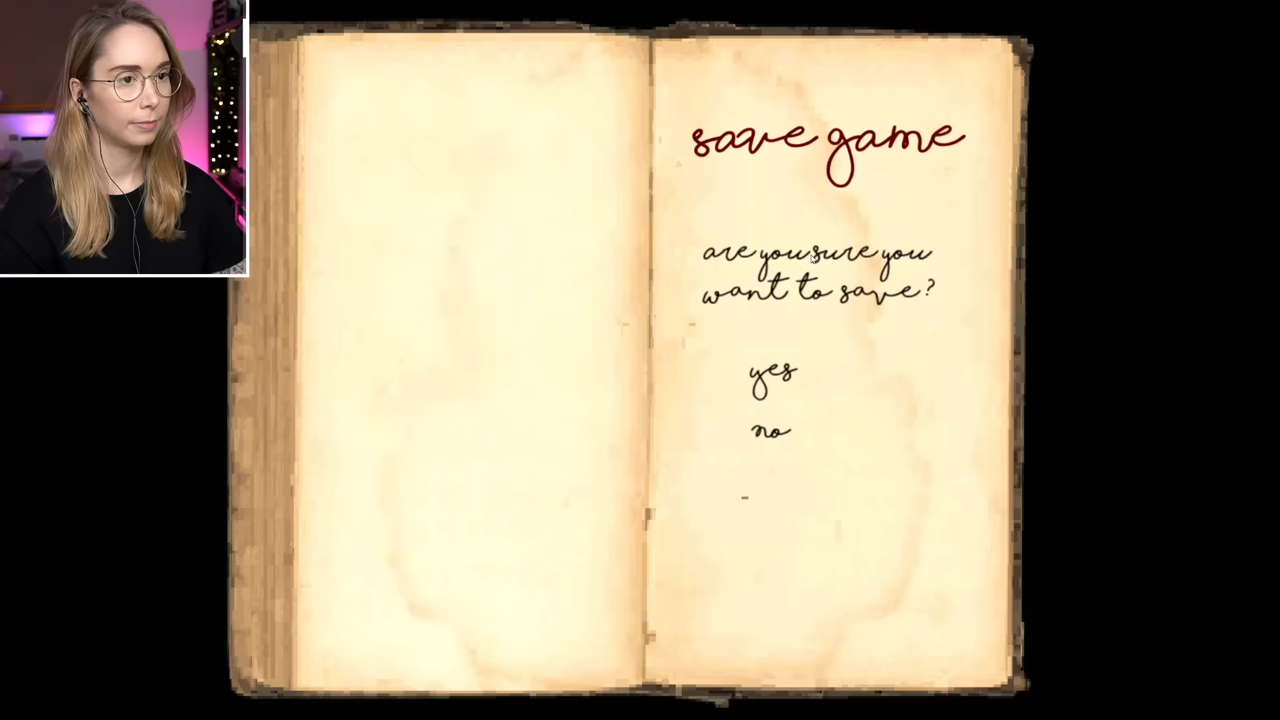 save game
are you sure you
want to save?
yes
no